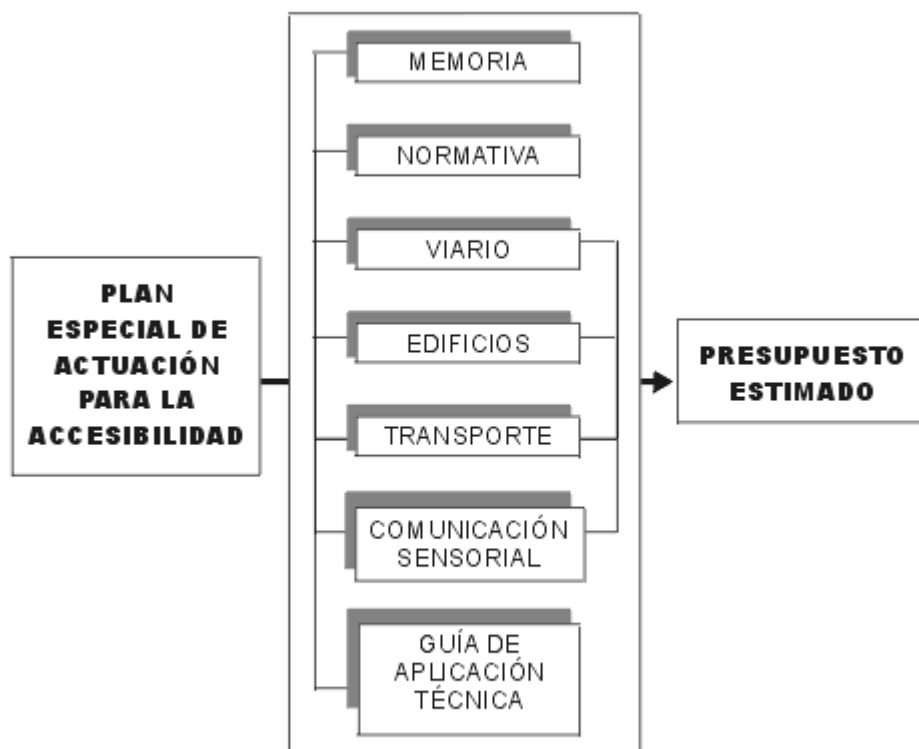 PLAN
ESPECIAL DE
ACTUACIÓN
PARA LA
ACCESIBILIDAD
MEMORIA
NORMATIVA
VIARIO
EDIFICIOS
TRANSPORTE
COMUNICACIÓN
SENSORIAL
GUÍA DE
APLICACIÓN
TÉCNICA
PRESUPUESTO
ESTIMADO